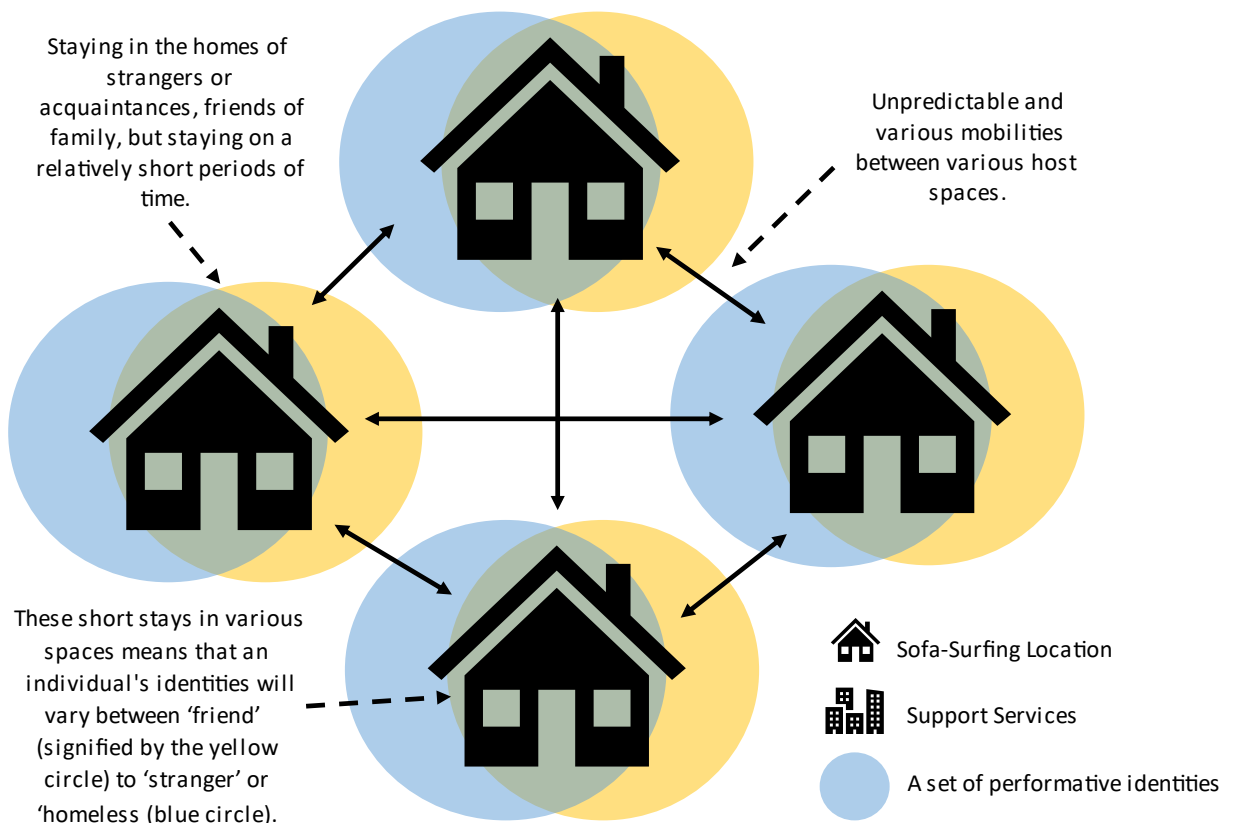 Staying in the homes of
strangers or
acquaintances, friends of
family, but staying on a
relatively short periods of
time.
Unpredictable and
various mobilities
between various host
spaces.
These short stays in various
spaces means that an
individual's identities will
vary between ‘friend’
(signified by the yellow
circle) to ‘stranger’ or
‘homeless (blue circle).
Sofa-Surfing Location
Support Services
A set of performative identities